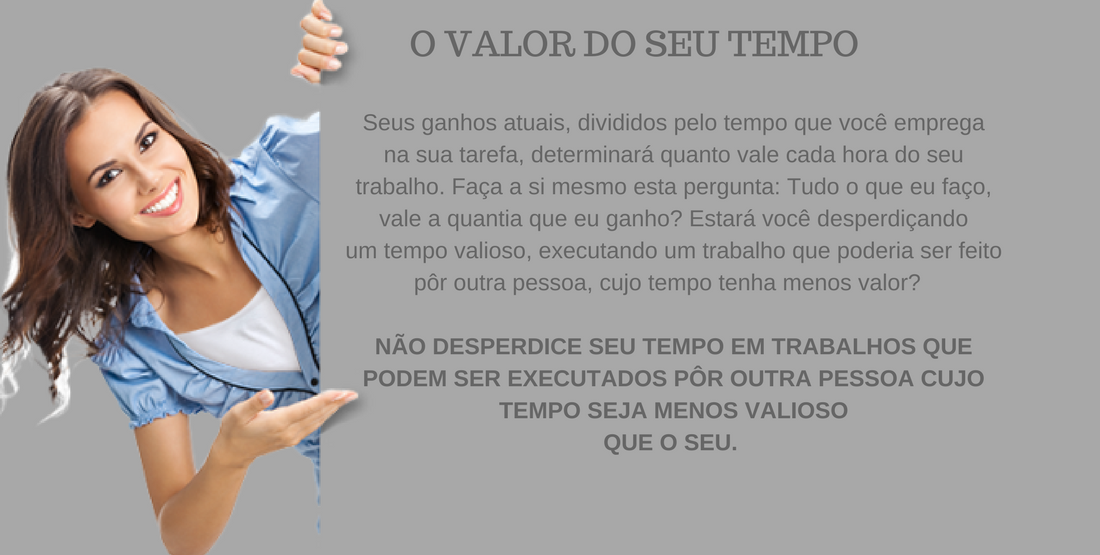 O VALOR DO SEU TEMPO
Seus ganhos atuais, divididos pelo tempo que você emprega
na sua tarefa, determinará quanto vale cada hora do seu
trabalho. Faça a si mesmo esta pergunta: Tudo o que eu faço,
vale a quantia que eu ganho? Estará você desperdiçando
um tempo valioso, executando um trabalho que poderia ser feito
pôr outra pessoa, cujo tempo tenha menos valor?
NÃO DESPERDICE SEU TEMPO EM TRABALHOS QUE
PODEM SER EXECUTADOS PÔR OUTRA PESSOA CUJO
TEMPO SEJA MENOS VALIOSO
QUE O SEU.